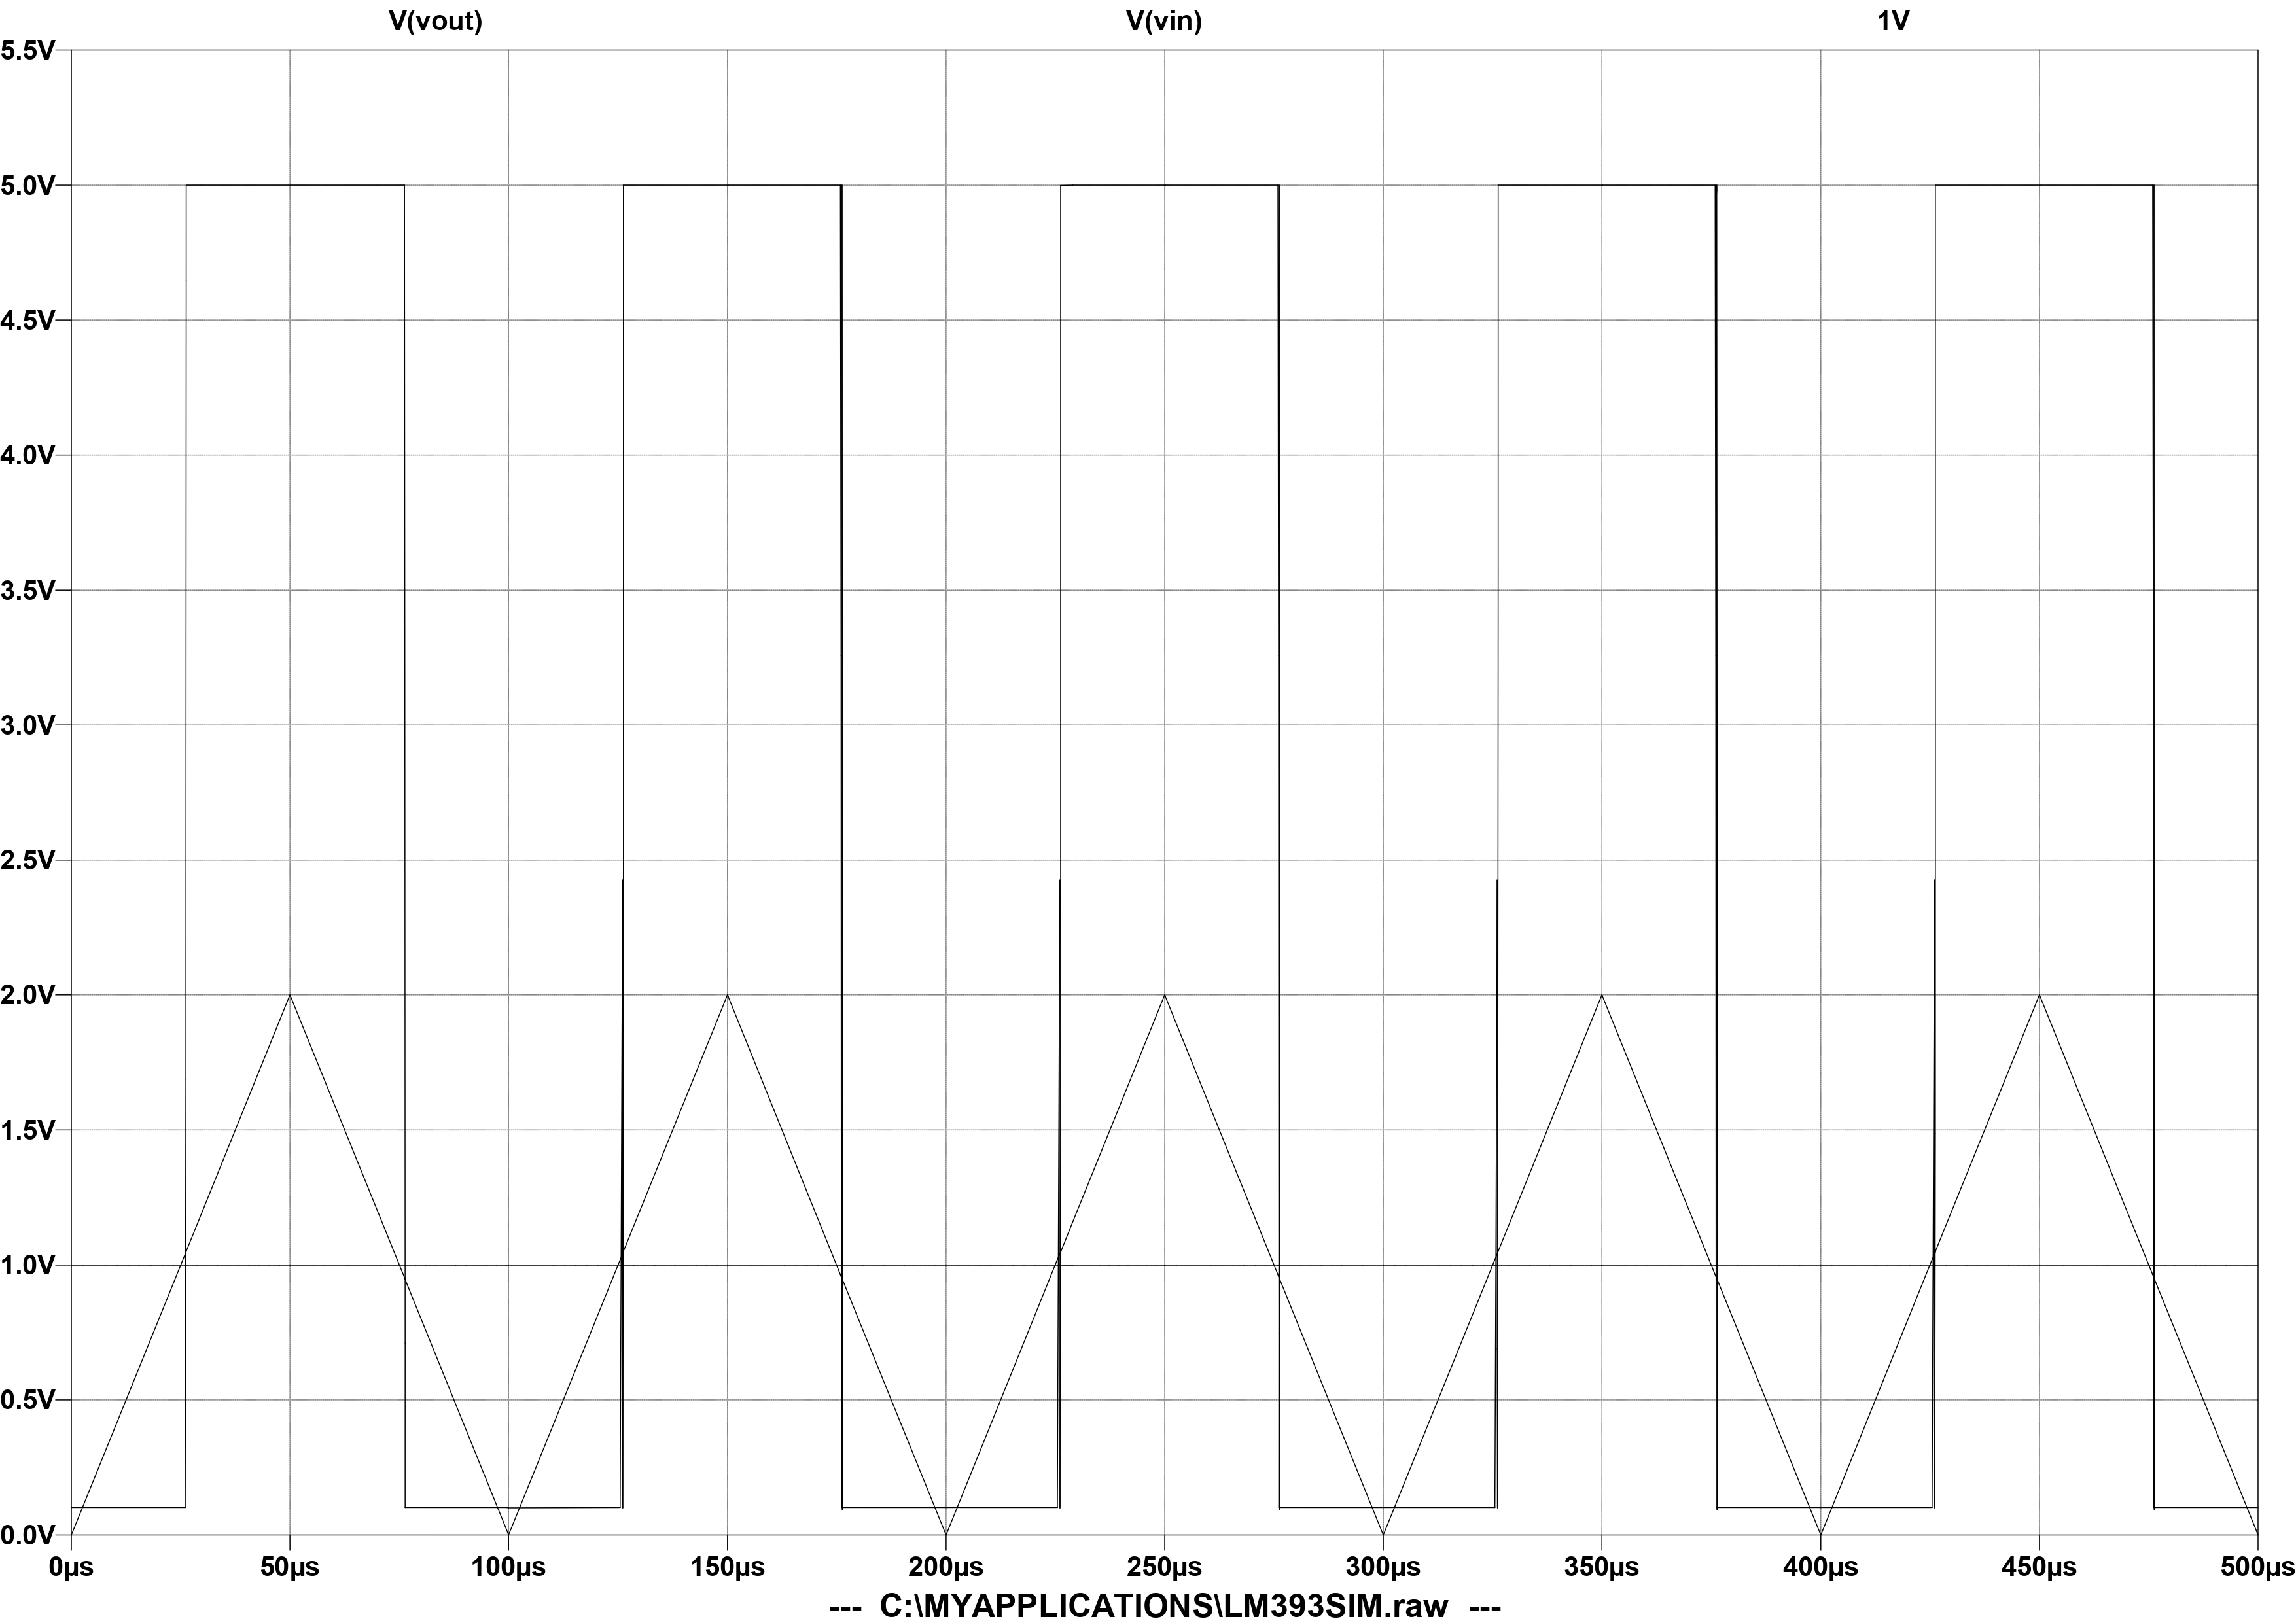 V(vout) V(vin) 1V
5.5V
5.0V
4.5V
4.0V
3.5V
3.0V
2.5V
2.0V
1.5V
1.0V
0.5V
0.0V
0µs 50µs 100µs 150µs 200µs 250µs 300µs 350µs 400µs 450µs 500µs
--- C:\MYAPPLICATIONS\LM393SIM.raw ---